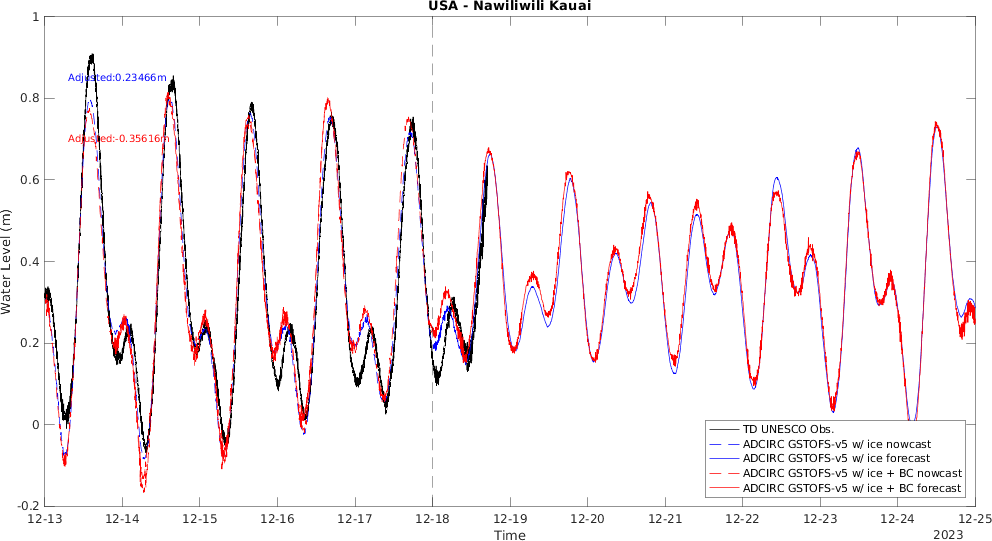 USA - Nawiliwili Kauai
1
0.8
0.6
0.4
0.2
0
-0.2
Water Level (m)
Adjusted:0.23466m
Adjusted:-0.35616m
TD UNESCO Obs.
ADCIRC GSTOFS-v5 w/ ice nowcast
ADCIRC GSTOFS-v5 w/ ice forecast
ADCIRC GSTOFS-v5 w/ ice + BC nowcast
ADCIRC GSTOFS-v5 w/ ice + BC forecast
12-13 12-14 12-15 12-16 12-17 12-18 12-19 12-20 12-21 12-22 12-23 12-24 12-25
Time
2023